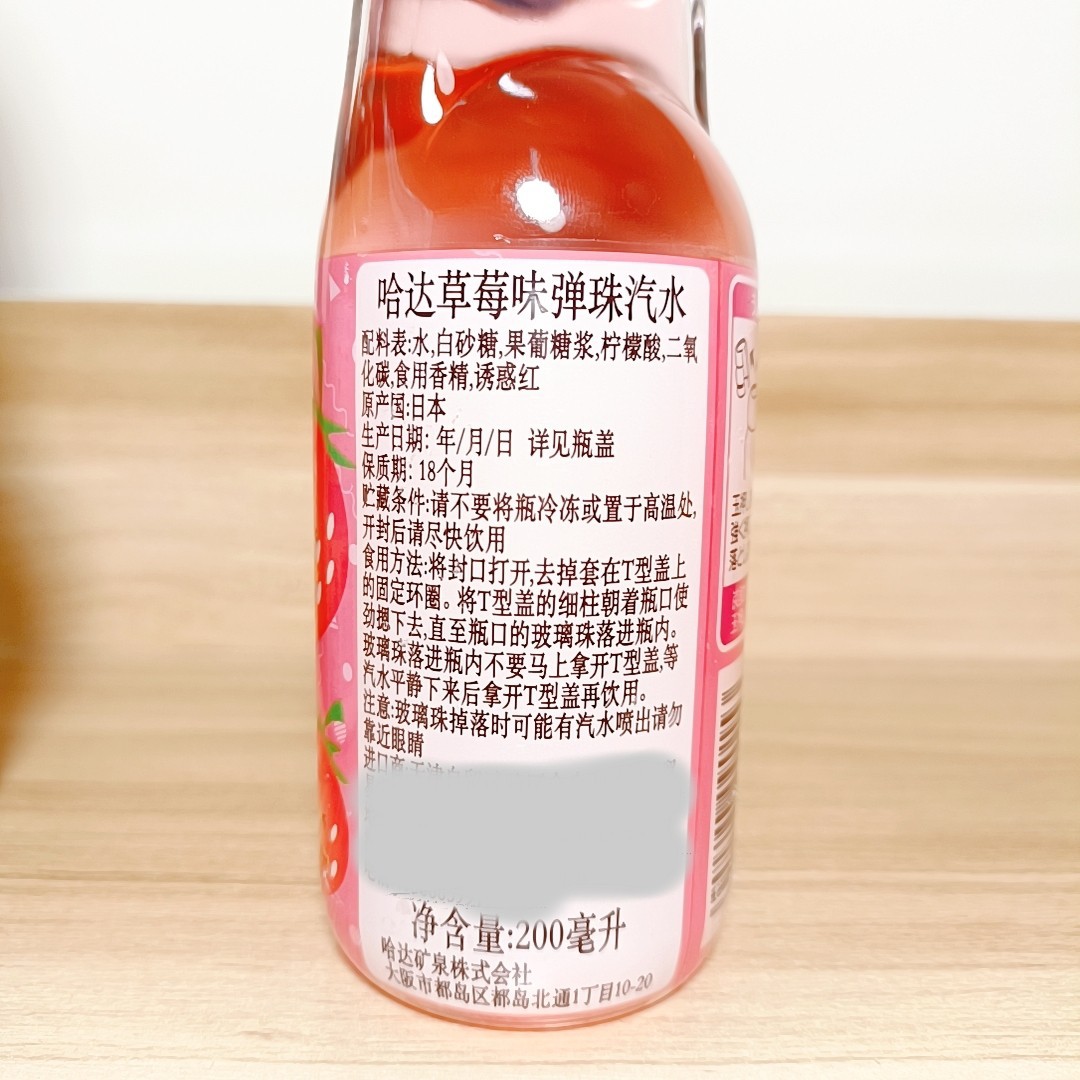 哈达草莓味弹珠汽水
配料表:水,白砂糖,果葡糖浆,柠檬酸,二氧
化碳,食用香精,诱惑红
原产国:日本
生产日期: 年/月/日 详见瓶盖
保质期: 18个月
贮藏条件:请不要将瓶冷冻或置于高温处,
开封后请尽快饮用
食用方法:将封口打开,去掉套在T型盖上
的固定环圈。将T型盖的细柱朝着瓶口使
劲摁下去,直至瓶口的玻璃珠落进瓶内。
玻璃珠落进瓶内不要马上拿开T型盖,等
汽水平静下来后拿开T型盖再饮用。
注意:玻璃珠掉落时可能有汽水喷出请勿
靠近眼睛
进口商:天津
净含量:200毫升
哈达矿泉株式会社
大阪市都岛区都岛北通1丁目10-20